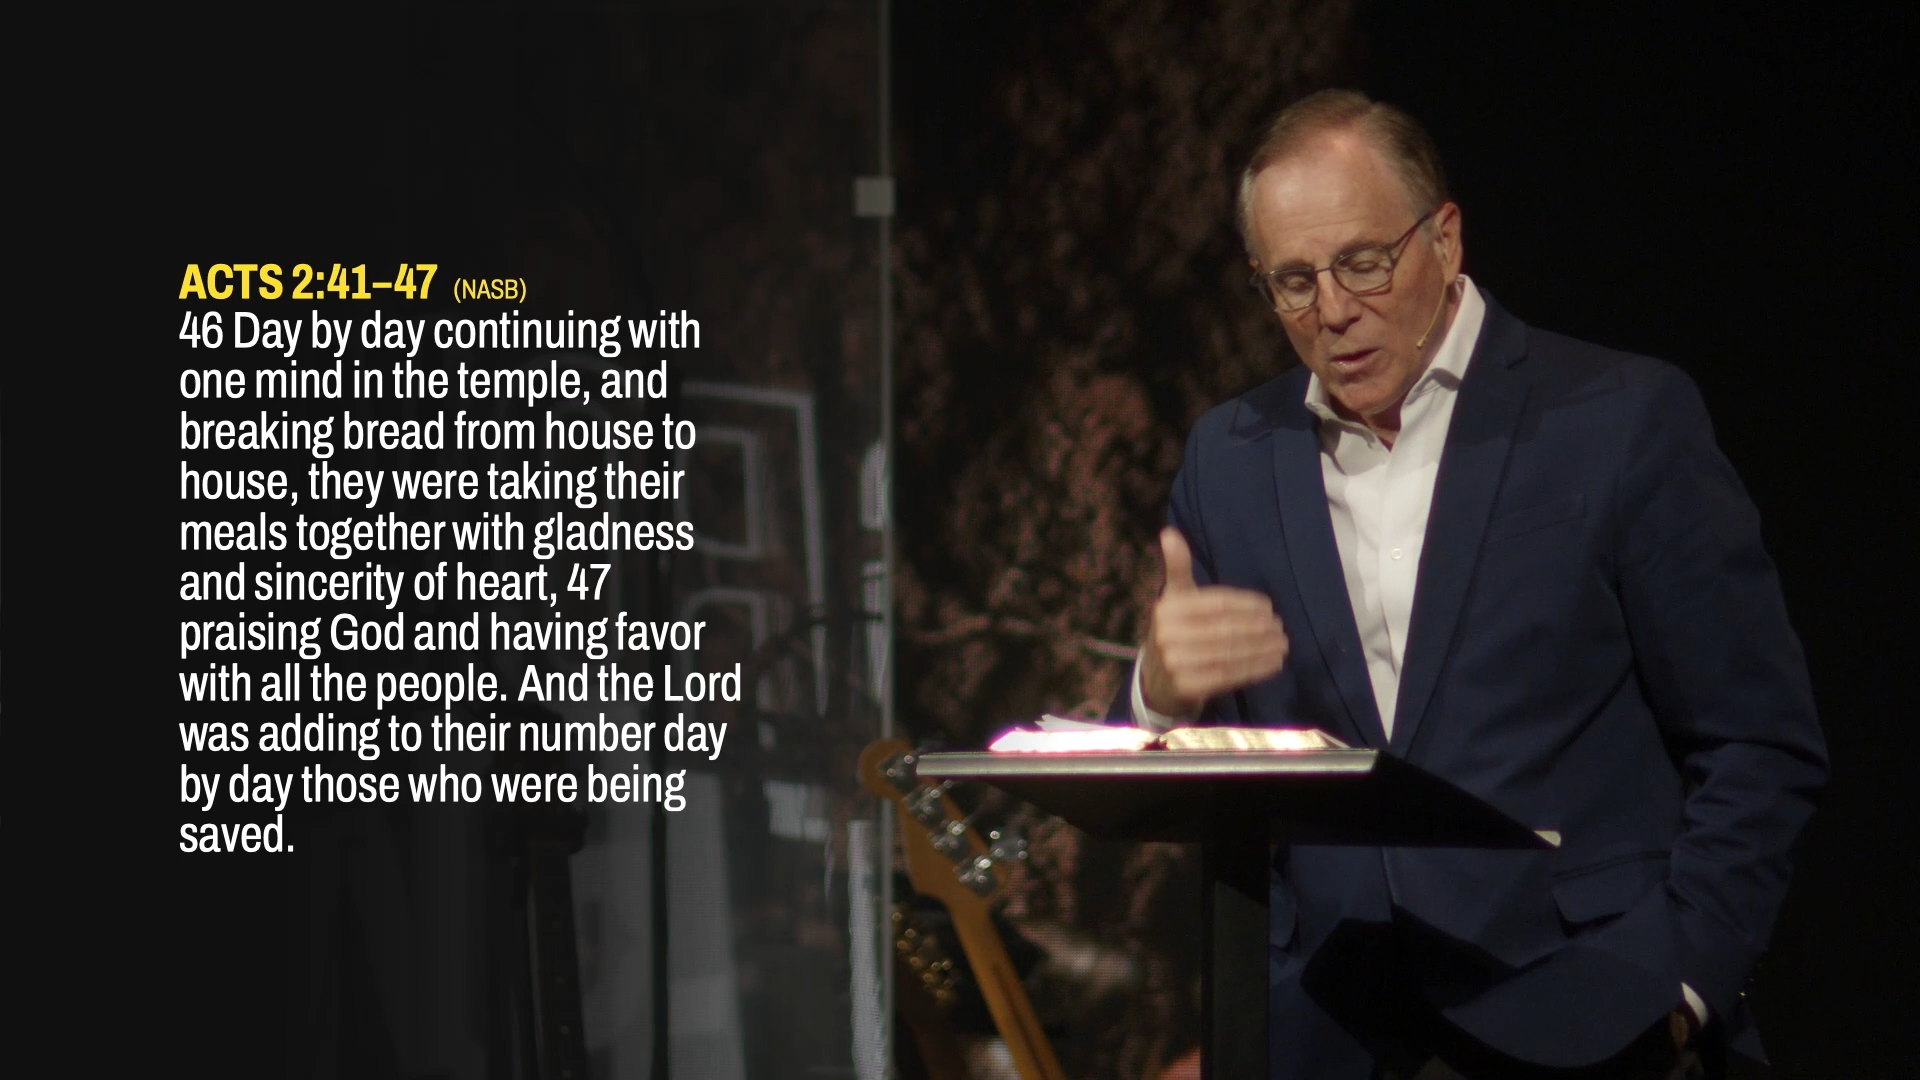 ACTS 2:41–47 (NASB)
46 Day by day continuing with
one mind in the temple, and
breaking bread from house to
house, they were taking their
meals together with gladness
and sincerity of heart, 47
praising God and having favor
with all the people. And the Lord
was adding to their number day
by day those who were being
saved.